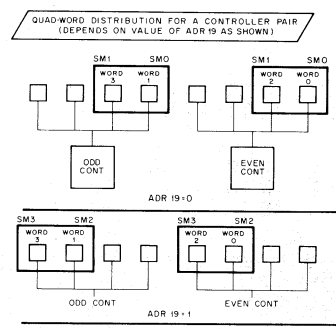 QUAD-WORD DISTRIBUTION FOR A CONTROLLER PAIR
(DEPENDS ON VALUE OF ADR 19 AS SHOWN)
SM1 SM0 SM1 SM0
WORD 3 WORD 1 WORD 2 WORD 0
ODD CONT EVEN CONT
ADR 19=0
SM3 SM2 SM3 SM2
WORD 3 WORD 1 WORD 2 WORD 0
ODD CONT EVEN CONT
ADR 19=1